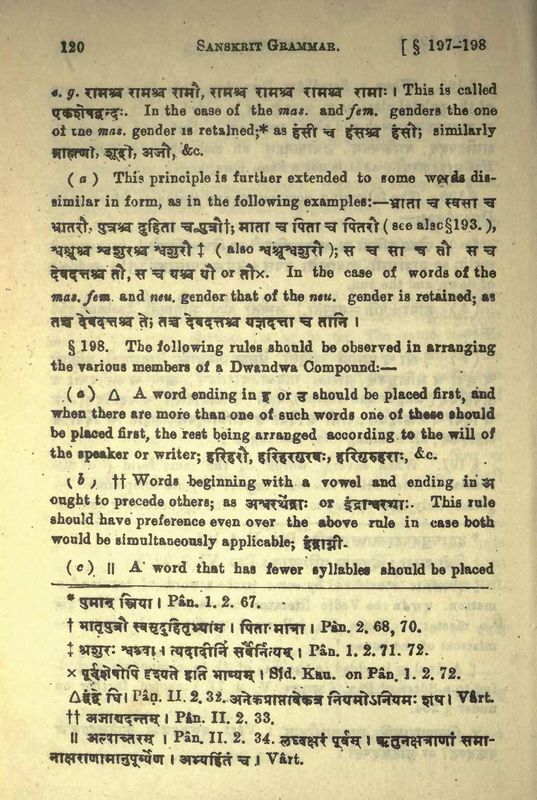 120 SANSKRIT GRAMMAR. [ § 197-198
e. g. रामश्च रामश्च रामौ, रामश्च रामश्च रामश्च रामाः । This is called
एकशेषद्वन्द्वः. In the case of the mas. and fem. genders the one
of the mas. gender is retained;* as हंसी च हंसश्च हंसौ; similarly
ब्राह्मणौ, शूद्रौ, अजौ, &c.
( a ) This principle is further extended to some words dis-
similar in form, as in the following examples:—भ्राता च स्वसा च
भ्रातरौ, पुत्रश्च दुहिता च पुत्रौ†; माता च पिता च पितरौ ( see also§193. ),
श्वश्रूश्च श्वशुरश्च श्वशुरौ ‡ ( also श्वश्रूश्वशुरौ ); स च सा च तौ स च
देवदत्तश्च तौ, स च यश्च यौ or तौ×. In the case of words of the
mas. fem. and neu. gender that of the neu. gender is retained; as
तच्च देवदत्तश्च ते; तच्च देवदत्तश्च यज्ञदत्ता च तानि ।
§ 198. The following rules should be observed in arranging
the various members of a Dwandwa Compound:—
( a ) △ A word ending in इ or उ should be placed first, and
when there are more than one of such words one of these should
be placed first, the rest being arranged according to the will of
the speaker or writer; हरिहरौ, हरिहरगुरवः, हरिगुरुहराः, &c.
( b ) †† Words beginning with a vowel and ending in अ
ought to precede others; as अश्वरथेंद्राः or इंद्राश्वरथाः. This rule
should have preference even over the above rule in case both
would be simultaneously applicable; इंद्राग्नी.
( c ) || A word that has fewer syllables should be placed
* पुमान् स्त्रिया । Pân. 1. 2. 67.
† मातृपुत्रौ स्वसृदुहितृभ्याम् । पिता मात्रा । Pân. 2. 68, 70.
‡ श्वशुरः श्वश्र्वा । त्यदादीनि सर्वैर्नित्यम् । Pân. 1. 2. 71. 72.
× पूर्वशेषोपि दृश्यते इति भाष्यम् । Sid. Kau. on Pân. 1. 2. 72.
△ द्वंद्वे घि । Pân. II. 2. 32. अनेकप्राप्तावेकत्र नियमोऽनियमः शेषे । Vârt.
†† अजाद्यदन्तम् । Pân. II. 2. 33.
|| अल्पाच्तरम् । Pân. II. 2. 34. लघ्वक्षरं पूर्वम् । ऋतुनक्षत्राणां समा-
नाक्षराणामानुपूर्व्येण । अभ्यर्हितं च । Vârt.